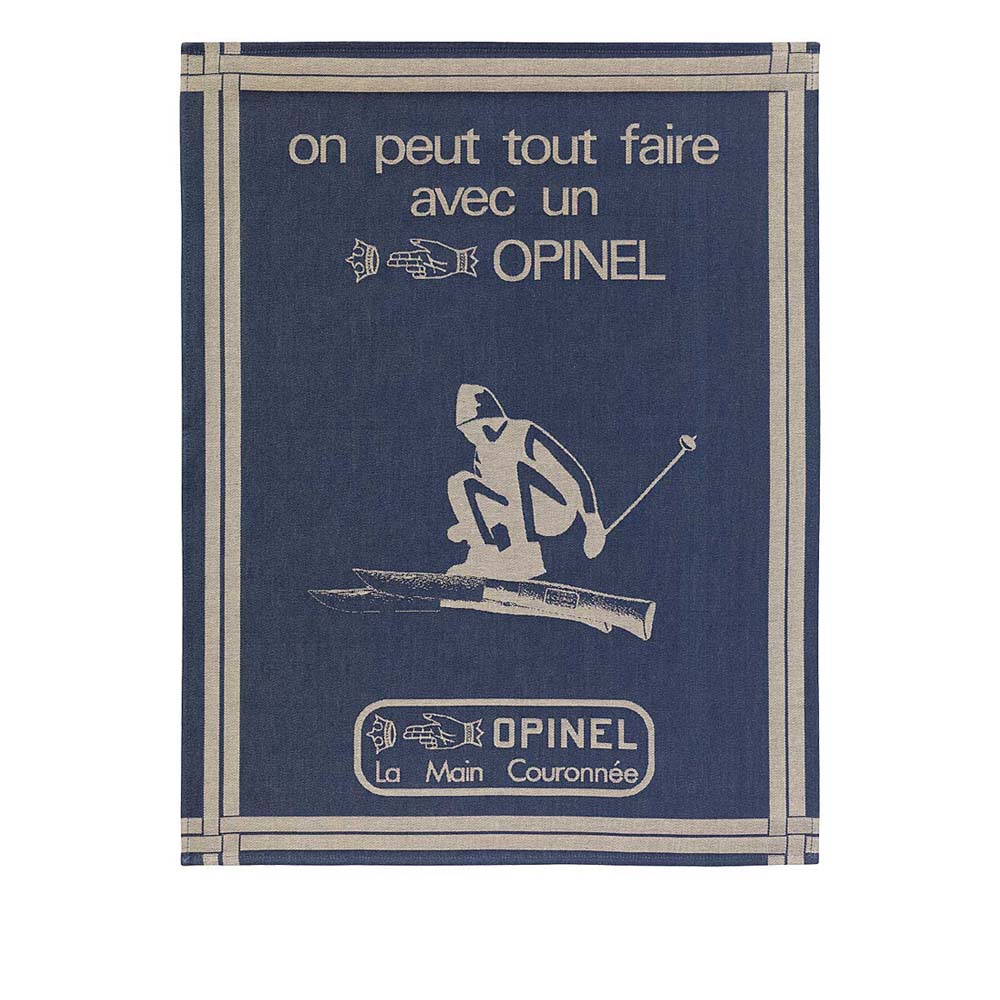 on peut tout faire
avec un
OPINEL
OPINEL
La Main Couronnée